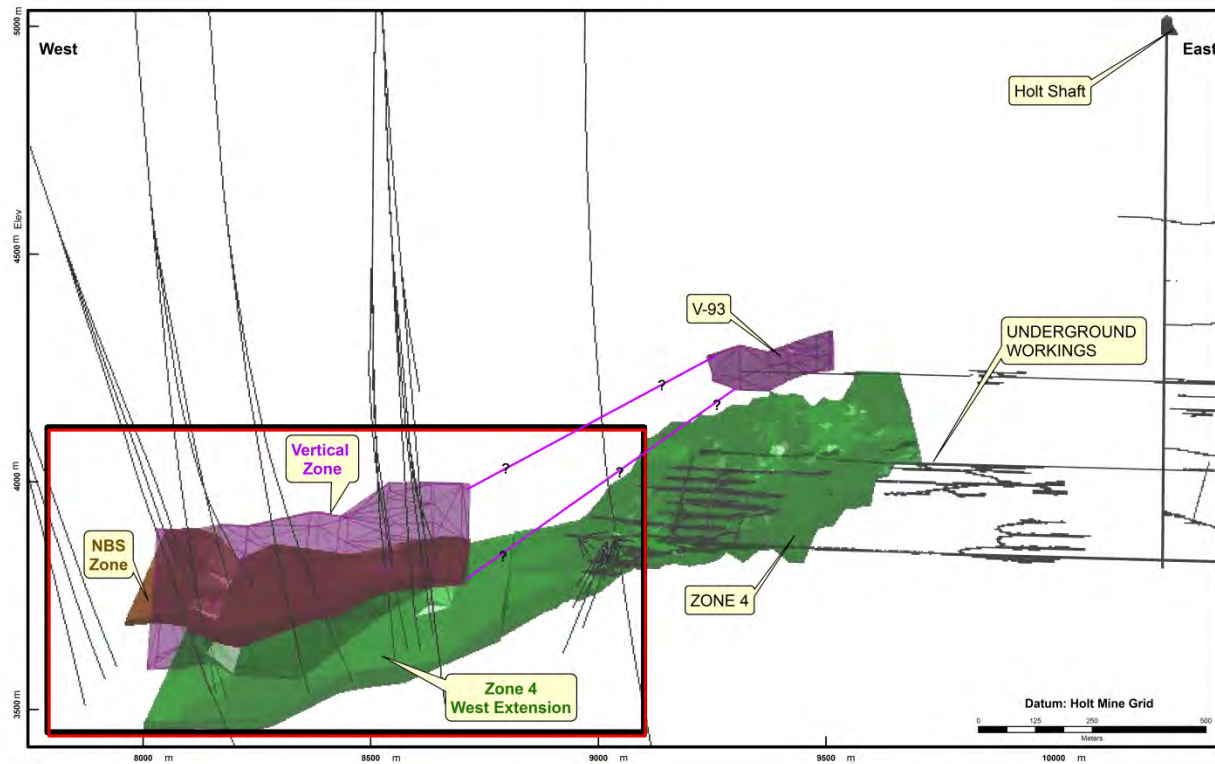 5000 m
West
East
Holt Shaft
Elev
4500 m
V-93
UNDERGROUND
WORKINGS
?
?
Vertical
Zone
?
?
4000 m
?
NBS
Zone
ZONE 4
Zone 4
West Extension
3500 m
Datum: Holt Mine Grid
0 125 250 500
Meters
8000 m 8500 m 9000 m 9500 m 10000 m